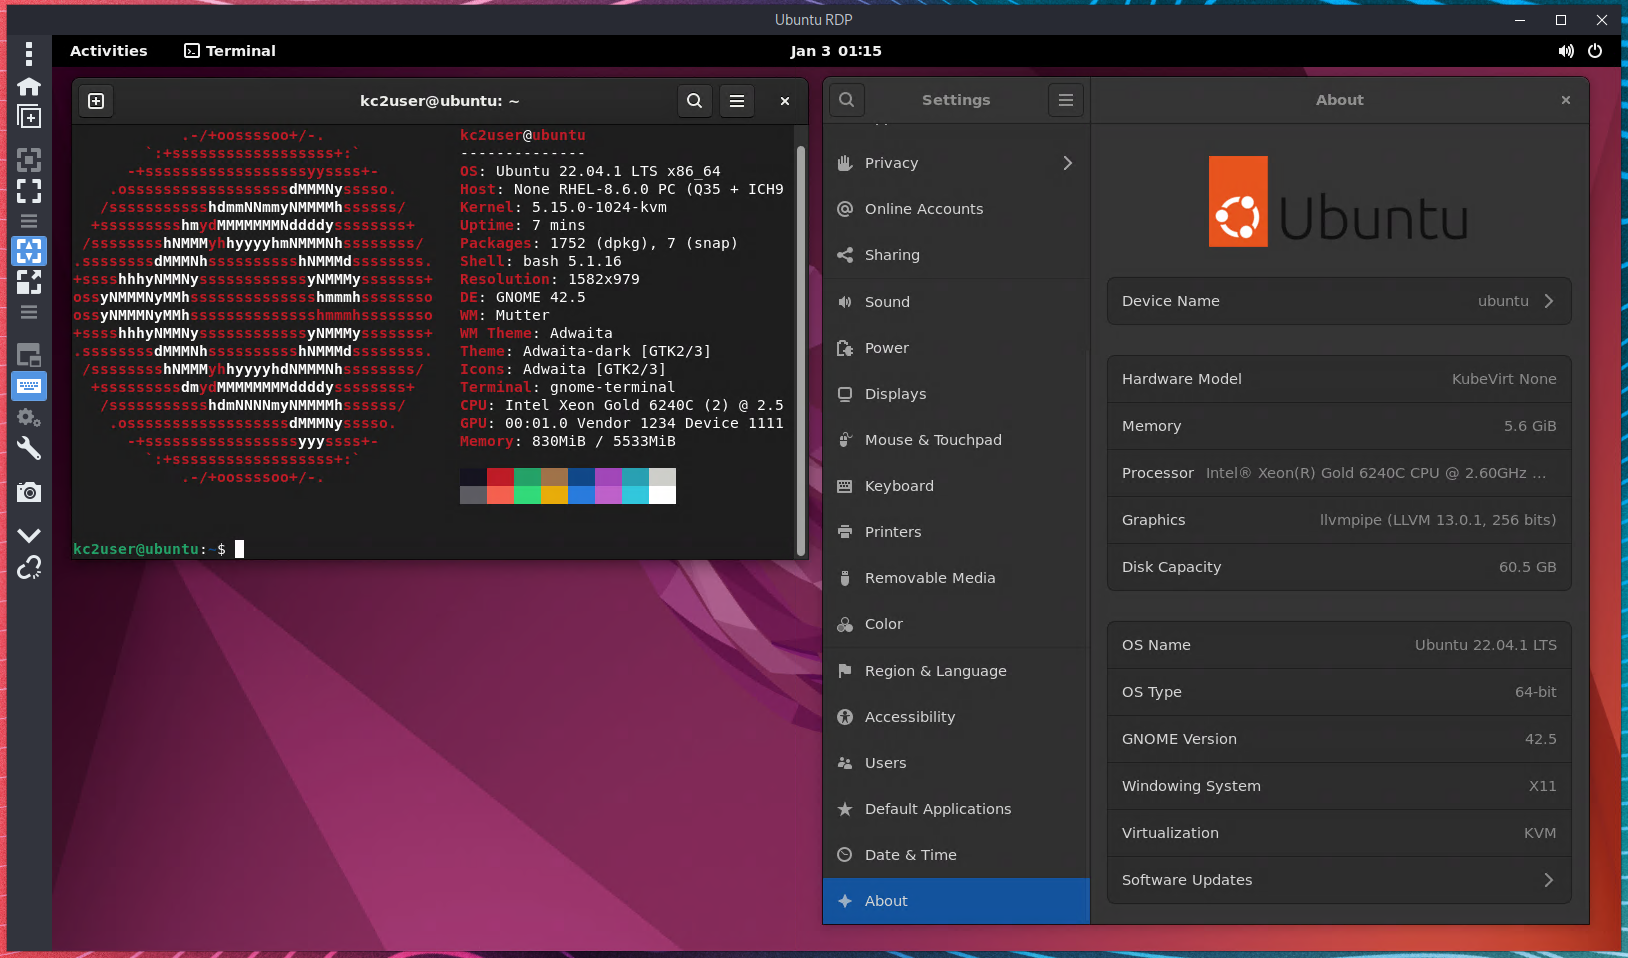 Ubuntu RDP
Activities
Terminal
Jan 3 01:15
kc2user@ubuntu: ~
.-/+oossssoo+/-.
`:+ssssssssssssssssss+:`
-+ssssssssssssssssssyyssss+-
.ossssssssssssssssssdMMMNysssso.
/ssssssssssshdmmNNmmyNMMMMhssssss/
+ssssssssshmydMMMMMMMNddddyssssssss+
/sssssssshNMMMyhhyyyyhmNMMMNhssssssss/
.ssssssssdMMMNhsssssssssshNMMMdssssssss.
+sssshhhyNMMNyssssssssssssyNMMMysssssss+
ossyNMMMNyMMhsssssssssssssshmmmhssssssso
ossyNMMMNyMMhsssssssssssssshmmmhssssssso
+sssshhhyNMMNyssssssssssssyNMMMysssssss+
.ssssssssdMMMNhsssssssssshNMMMdssssssss.
/sssssssshNMMMyhhyyyyhdNMMMNhssssssss/
+sssssssssdmydMMMMMMMMddddyssssssss+
/ssssssssssshdmNNNNmyNMMMMhssssss/
.ossssssssssssssssssdMMMNysssso.
-+sssssssssssssssssyyyssss+-
`:+ssssssssssssssssss+:`
.-/+oossssoo+/-.
kc2user@ubuntu
--------------
OS: Ubuntu 22.04.1 LTS x86_64
Host: None RHEL-8.6.0 PC (Q35 + ICH9
Kernel: 5.15.0-1024-kvm
Uptime: 7 mins
Packages: 1752 (dpkg), 7 (snap)
Shell: bash 5.1.16
Resolution: 1582x979
DE: GNOME 42.5
WM: Mutter
WM Theme: Adwaita
Theme: Adwaita-dark [GTK2/3]
Icons: Adwaita [GTK2/3]
Terminal: gnome-terminal
CPU: Intel Xeon Gold 6240C (2) @ 2.5
GPU: 00:01.0 Vendor 1234 Device 1111
Memory: 830MiB / 5533MiB
kc2user@ubuntu:~$
Settings
Privacy
Online Accounts
Sharing
Sound
Power
Displays
Mouse & Touchpad
Keyboard
Printers
Removable Media
Color
Region & Language
Accessibility
Users
Default Applications
Date & Time
About
About
Ubuntu
Device Name ubuntu
Hardware Model KubeVirt None
Memory 5.6 GiB
Processor Intel® Xeon(R) Gold 6240C CPU @ 2.60GHz ...
Graphics llvmpipe (LLVM 13.0.1, 256 bits)
Disk Capacity 60.5 GB
OS Name Ubuntu 22.04.1 LTS
OS Type 64-bit
GNOME Version 42.5
Windowing System X11
Virtualization KVM
Software Updates